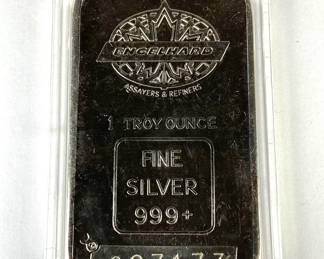 ENGELHARD
ASSAYERS & REFINERS
1 TROY OUNCE
FINE
SILVER
999+